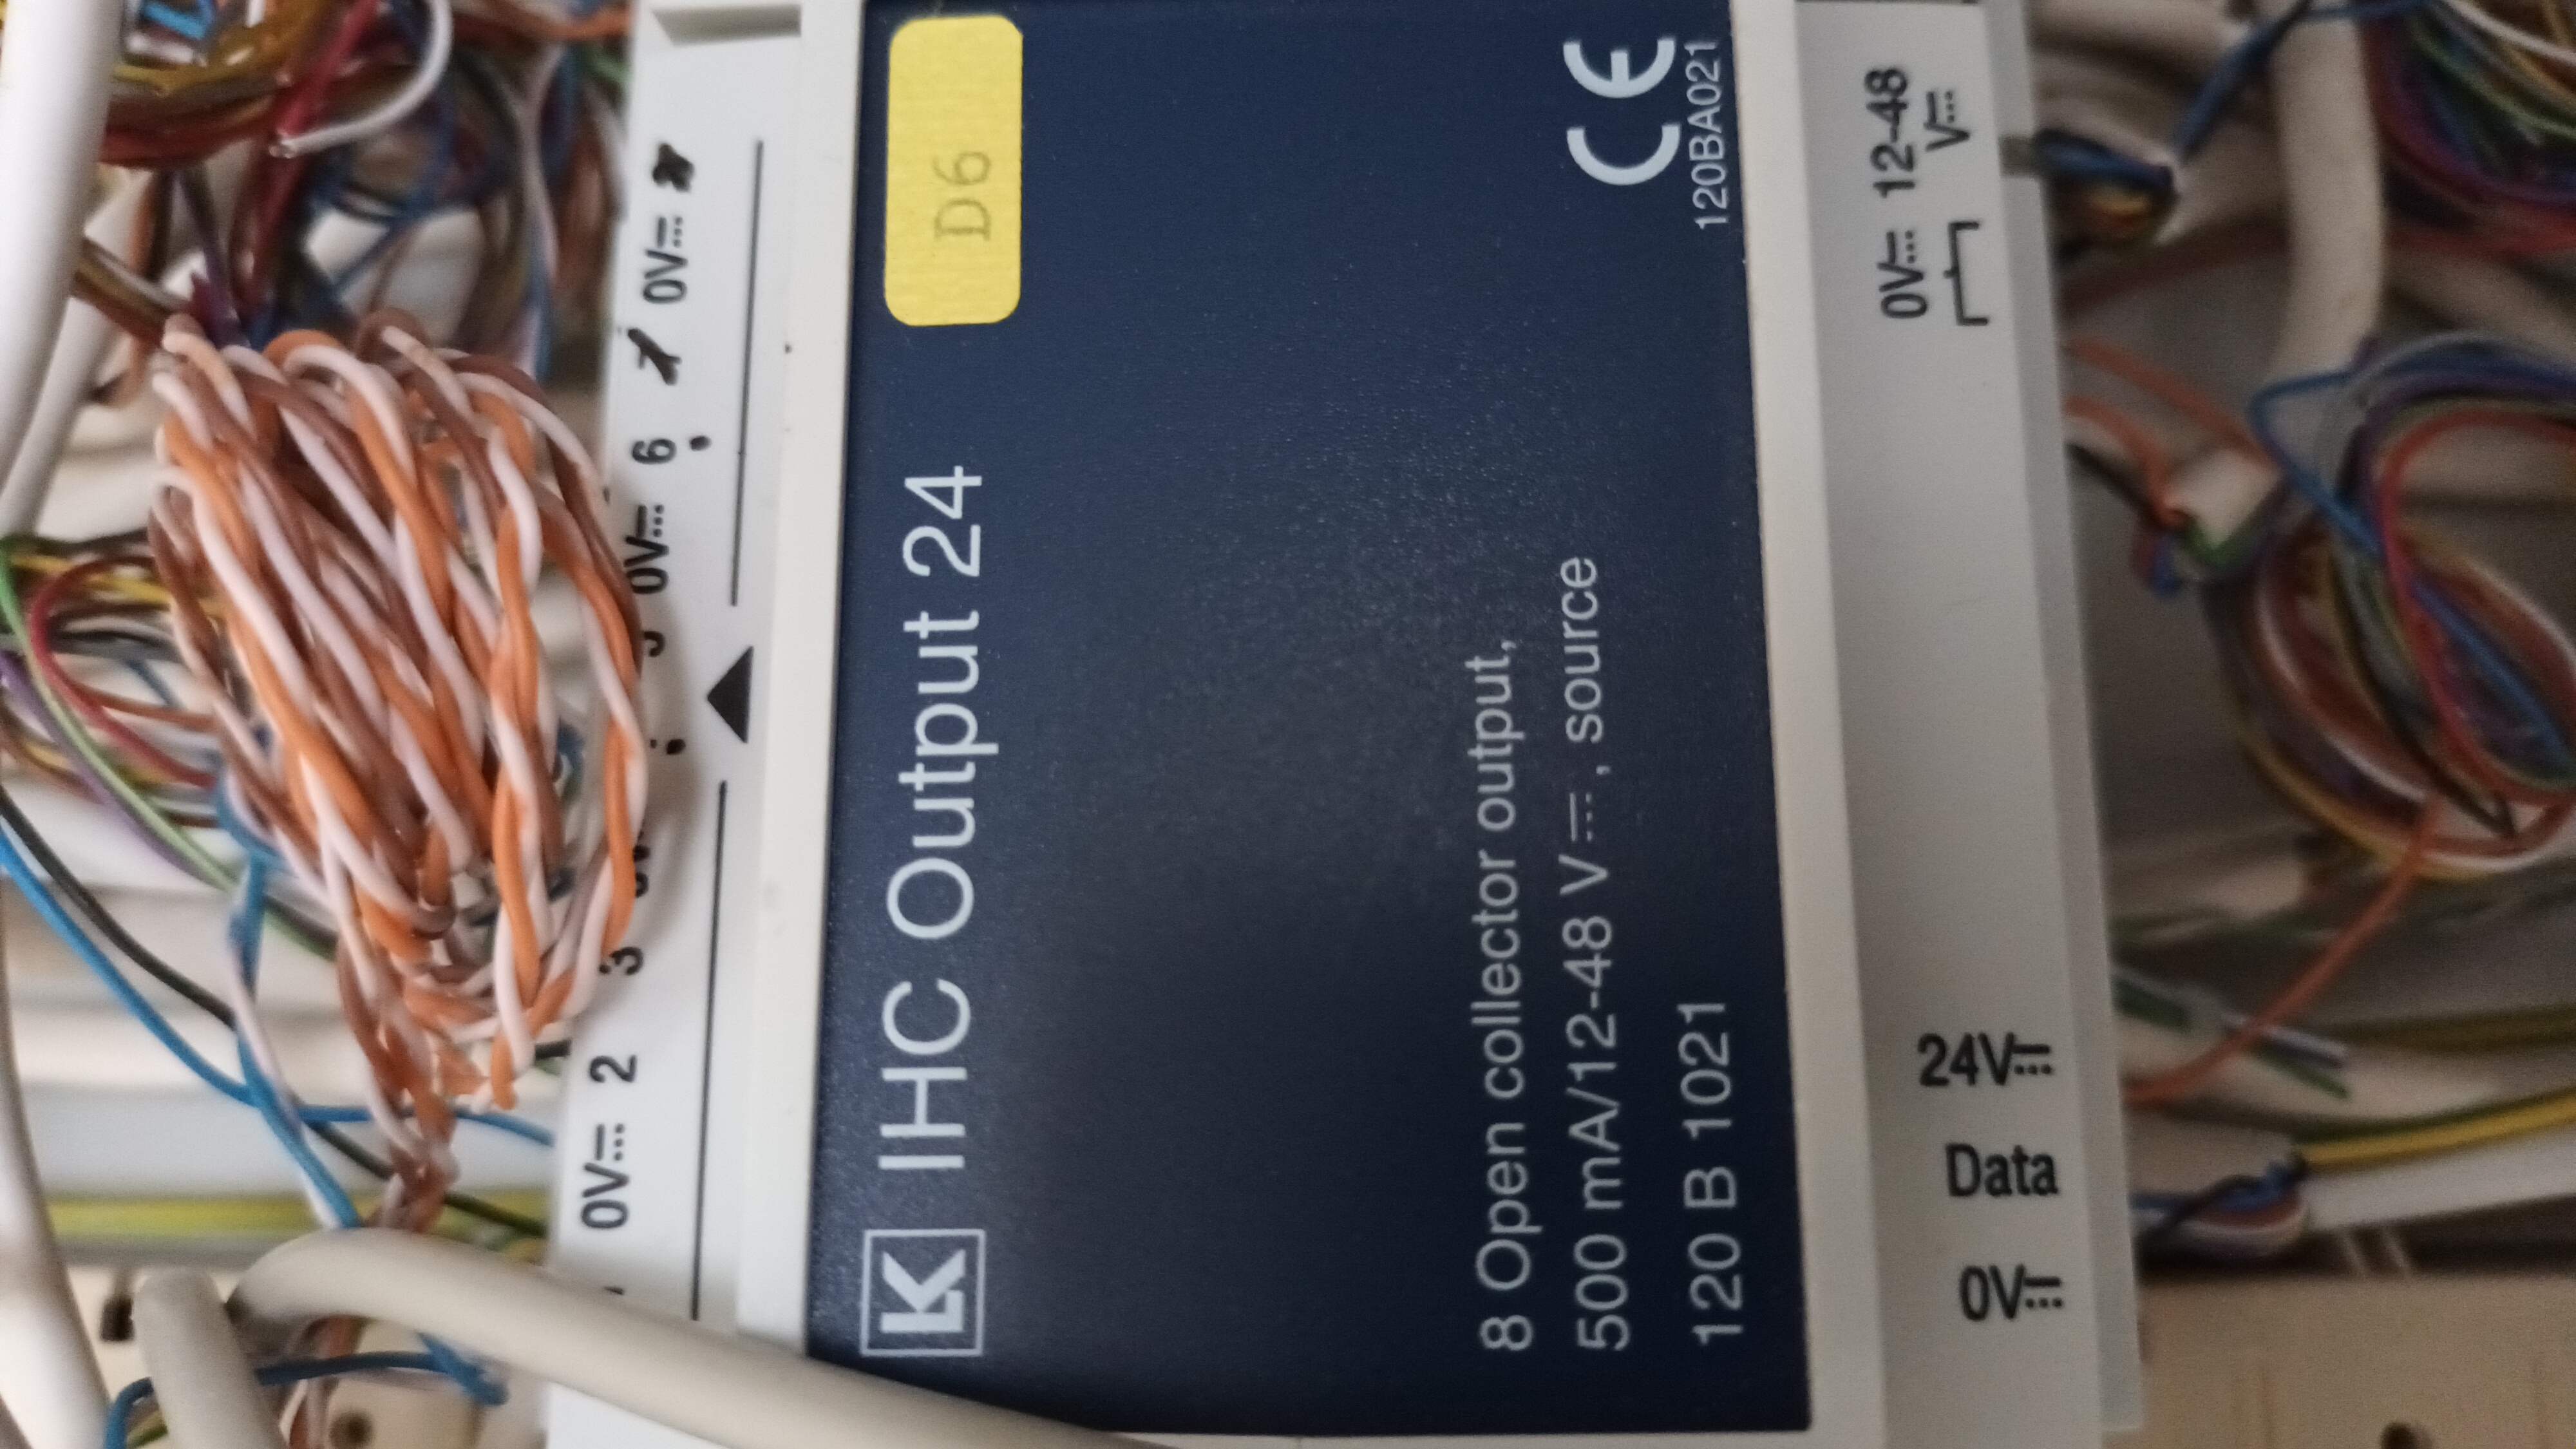 0V⎓ 2 3 5 0V⎓ 6 0V⎓
LK IHC Output 24 D6
8 Open collector output,
500 mA/12-48 V⎓, source
120 B 1021
CE
120BA021
0V⎓ Data 24V⎓ 0V⎓ 12-48
V⎓